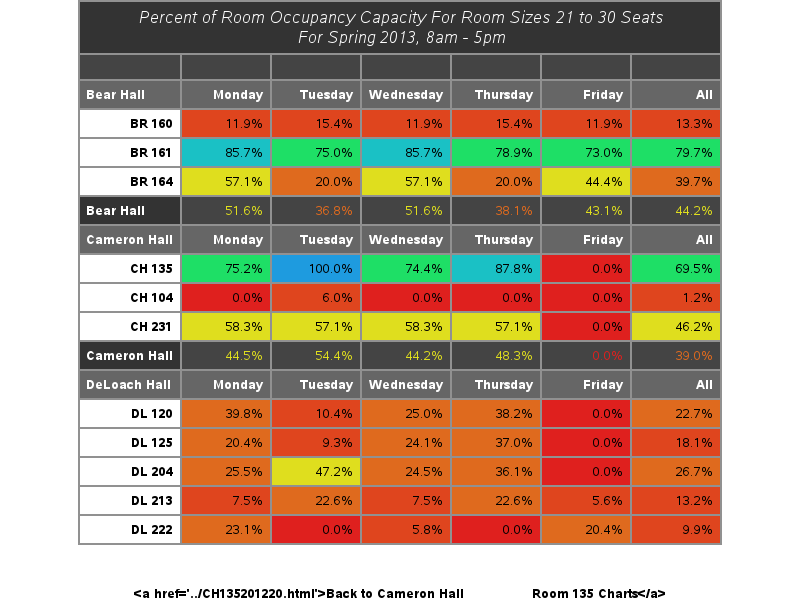 Percent of Room Occupancy Capacity For Room Sizes 21 to 30 Seats
For Spring 2013, 8am - 5pm
Bear Hall Monday Tuesday Wednesday Thursday Friday All
BR 160 11.9% 15.4% 11.9% 15.4% 11.9% 13.3%
BR 161 85.7% 75.0% 85.7% 78.9% 73.0% 79.7%
BR 164 57.1% 20.0% 57.1% 20.0% 44.4% 39.7%
Bear Hall 51.6% 36.8% 51.6% 38.1% 43.1% 44.2%
Cameron Hall Monday Tuesday Wednesday Thursday Friday All
CH 135 75.2% 100.0% 74.4% 87.8% 0.0% 69.5%
CH 104 0.0% 6.0% 0.0% 0.0% 0.0% 1.2%
CH 231 58.3% 57.1% 58.3% 57.1% 0.0% 46.2%
Cameron Hall 44.5% 54.4% 44.2% 48.3% 0.0% 39.0%
DeLoach Hall Monday Tuesday Wednesday Thursday Friday All
DL 120 39.8% 10.4% 25.0% 38.2% 0.0% 22.7%
DL 125 20.4% 9.3% 24.1% 37.0% 0.0% 18.1%
DL 204 25.5% 47.2% 24.5% 36.1% 0.0% 26.7%
DL 213 7.5% 22.6% 7.5% 22.6% 5.6% 13.2%
DL 222 23.1% 0.0% 5.8% 0.0% 20.4% 9.9%
<a href='../CH135201220.html'>Back to Cameron Hall Room 135 Charts</a>